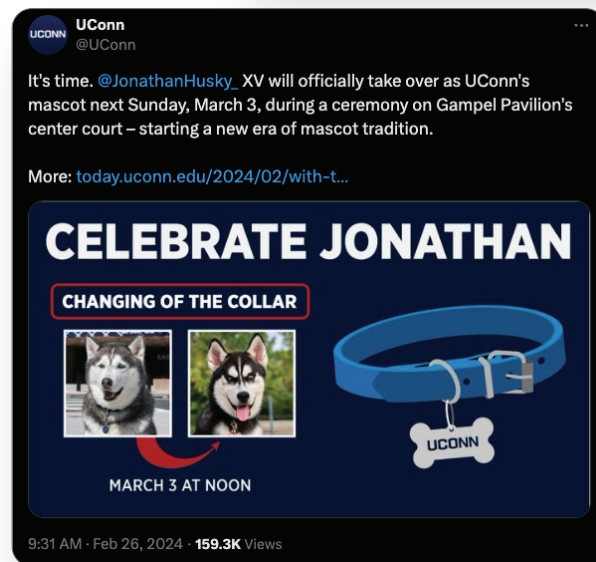 UCONN
UConn
@UConn
It's time. @JonathanHusky_ XV will officially take over as UConn's
mascot next Sunday, March 3, during a ceremony on Gampel Pavilion's
center court – starting a new era of mascot tradition.
More: today.uconn.edu/2024/02/with-t...
CELEBRATE JONATHAN
CHANGING OF THE COLLAR
UCONN
MARCH 3 AT NOON
9:31 AM · Feb 26, 2024 · 159.3K Views